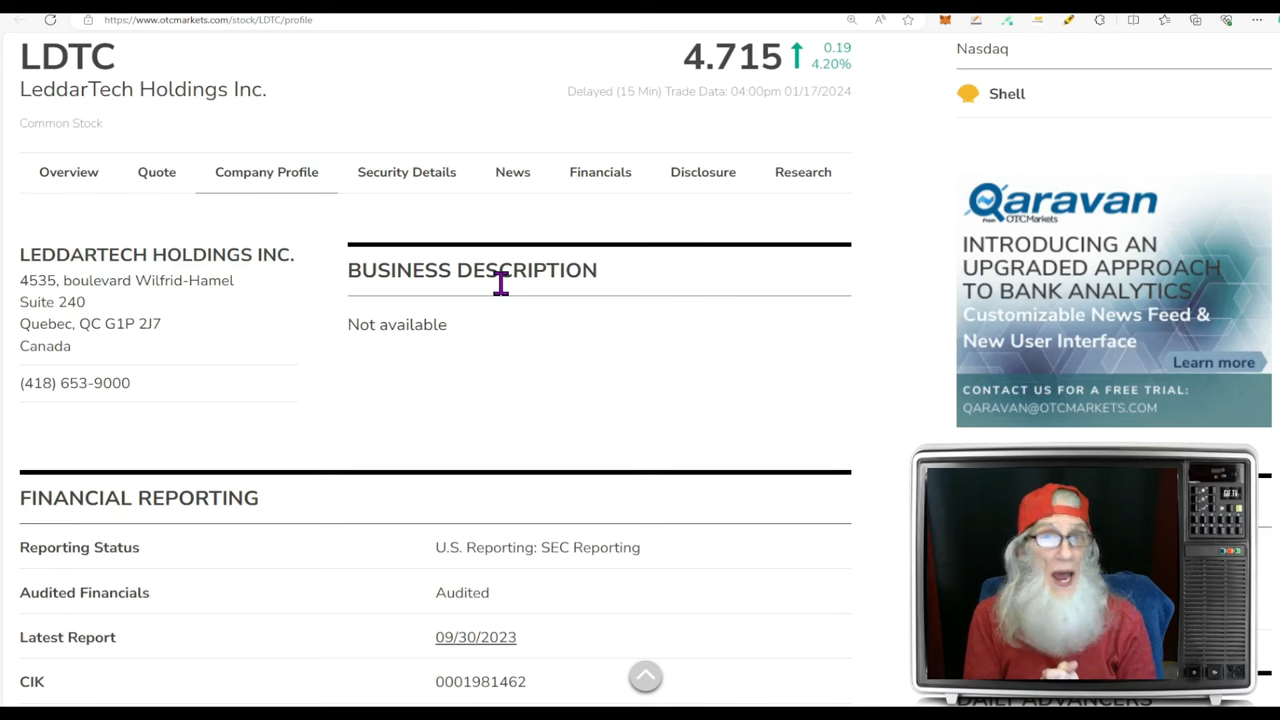 https://www.otcmarkets.com/stock/LDTC/profile
LDTC
4.715
0.19
4.20%
LeddarTech Holdings Inc.
Delayed (15 Min) Trade Data: 04:00pm 01/17/2024
Common Stock
Overview
Quote
Company Profile
Security Details
News
Financials
Disclosure
Research
LEDDARTECH HOLDINGS INC.
4535, boulevard Wilfrid-Hamel
Suite 240
Quebec, QC G1P 2J7
Canada
(418) 653-9000
BUSINESS DESCRIPTION
Not available
FINANCIAL REPORTING
Reporting Status
U.S. Reporting: SEC Reporting
Audited Financials
Audited
Latest Report
09/30/2023
CIK
0001981462
Nasdaq
Shell
Qaravan
From OTCMarkets
INTRODUCING AN
UPGRADED APPROACH
TO BANK ANALYTICS
Customizable News Feed &
New User Interface
Learn more
CONTACT US FOR A FREE TRIAL:
QARAVAN@OTCMARKETS.COM
GIF.TV
DAILY ADVANCERS